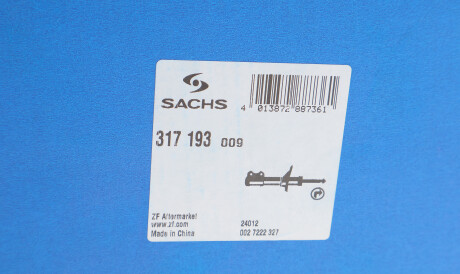 SACHS
4 013872 887361
317 193 009
ZF Aftermarket
www.zf.com
Made in China
24012
002 7222 327